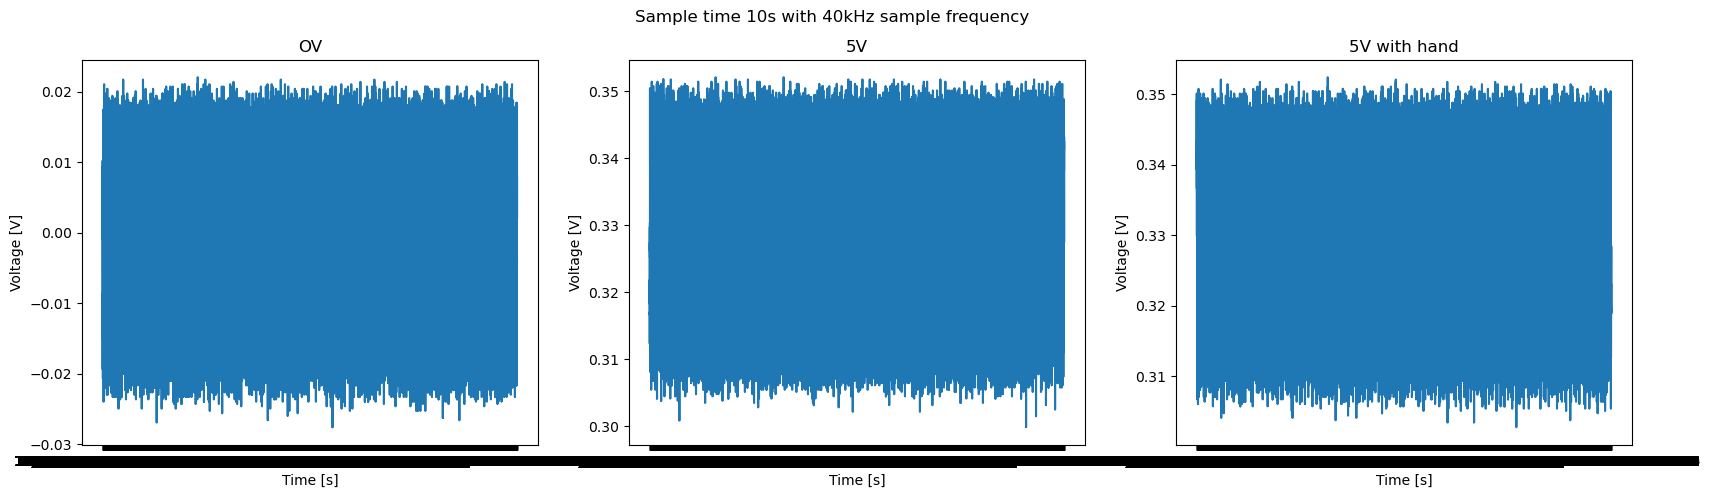 Sample time 10s with 40kHz sample frequency
OV
5V
5V with hand
Voltage [V]
0.02
0.01
0.00
−0.01
−0.02
−0.03
Time [s]
Voltage [V]
0.35
0.34
0.33
0.32
0.31
0.30
Time [s]
Voltage [V]
0.35
0.34
0.33
0.32
0.31
Time [s]